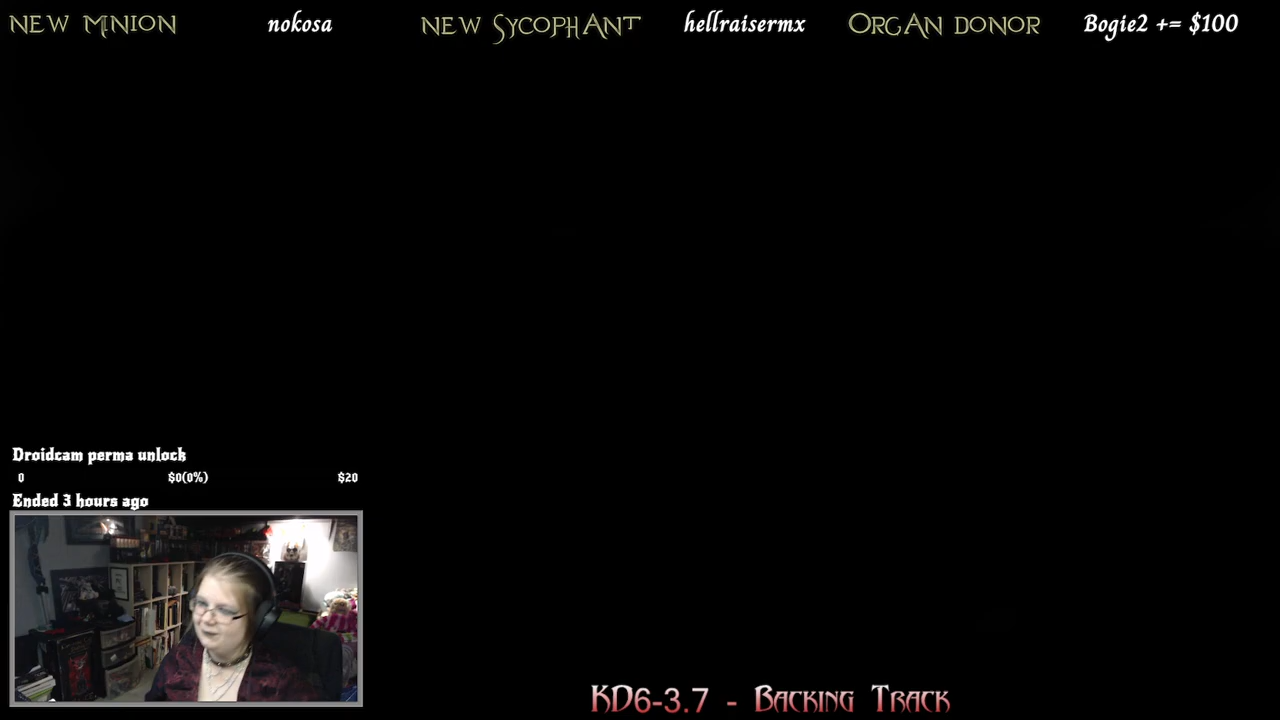 NEW MINION nokosa NEW SYCOPHANT hellraisermx ORGAN DONOR Bogie2 += $100
Droidcam perma unlock
0 $0(0%) $20
Ended 3 hours ago
KD6-3.7 - BACKING TRACK